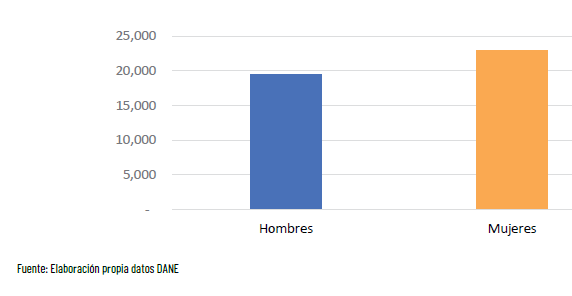 25,000
20,000
15,000
10,000
5,000
-
Hombres
Mujeres
Fuente: Elaboración propia datos DANE